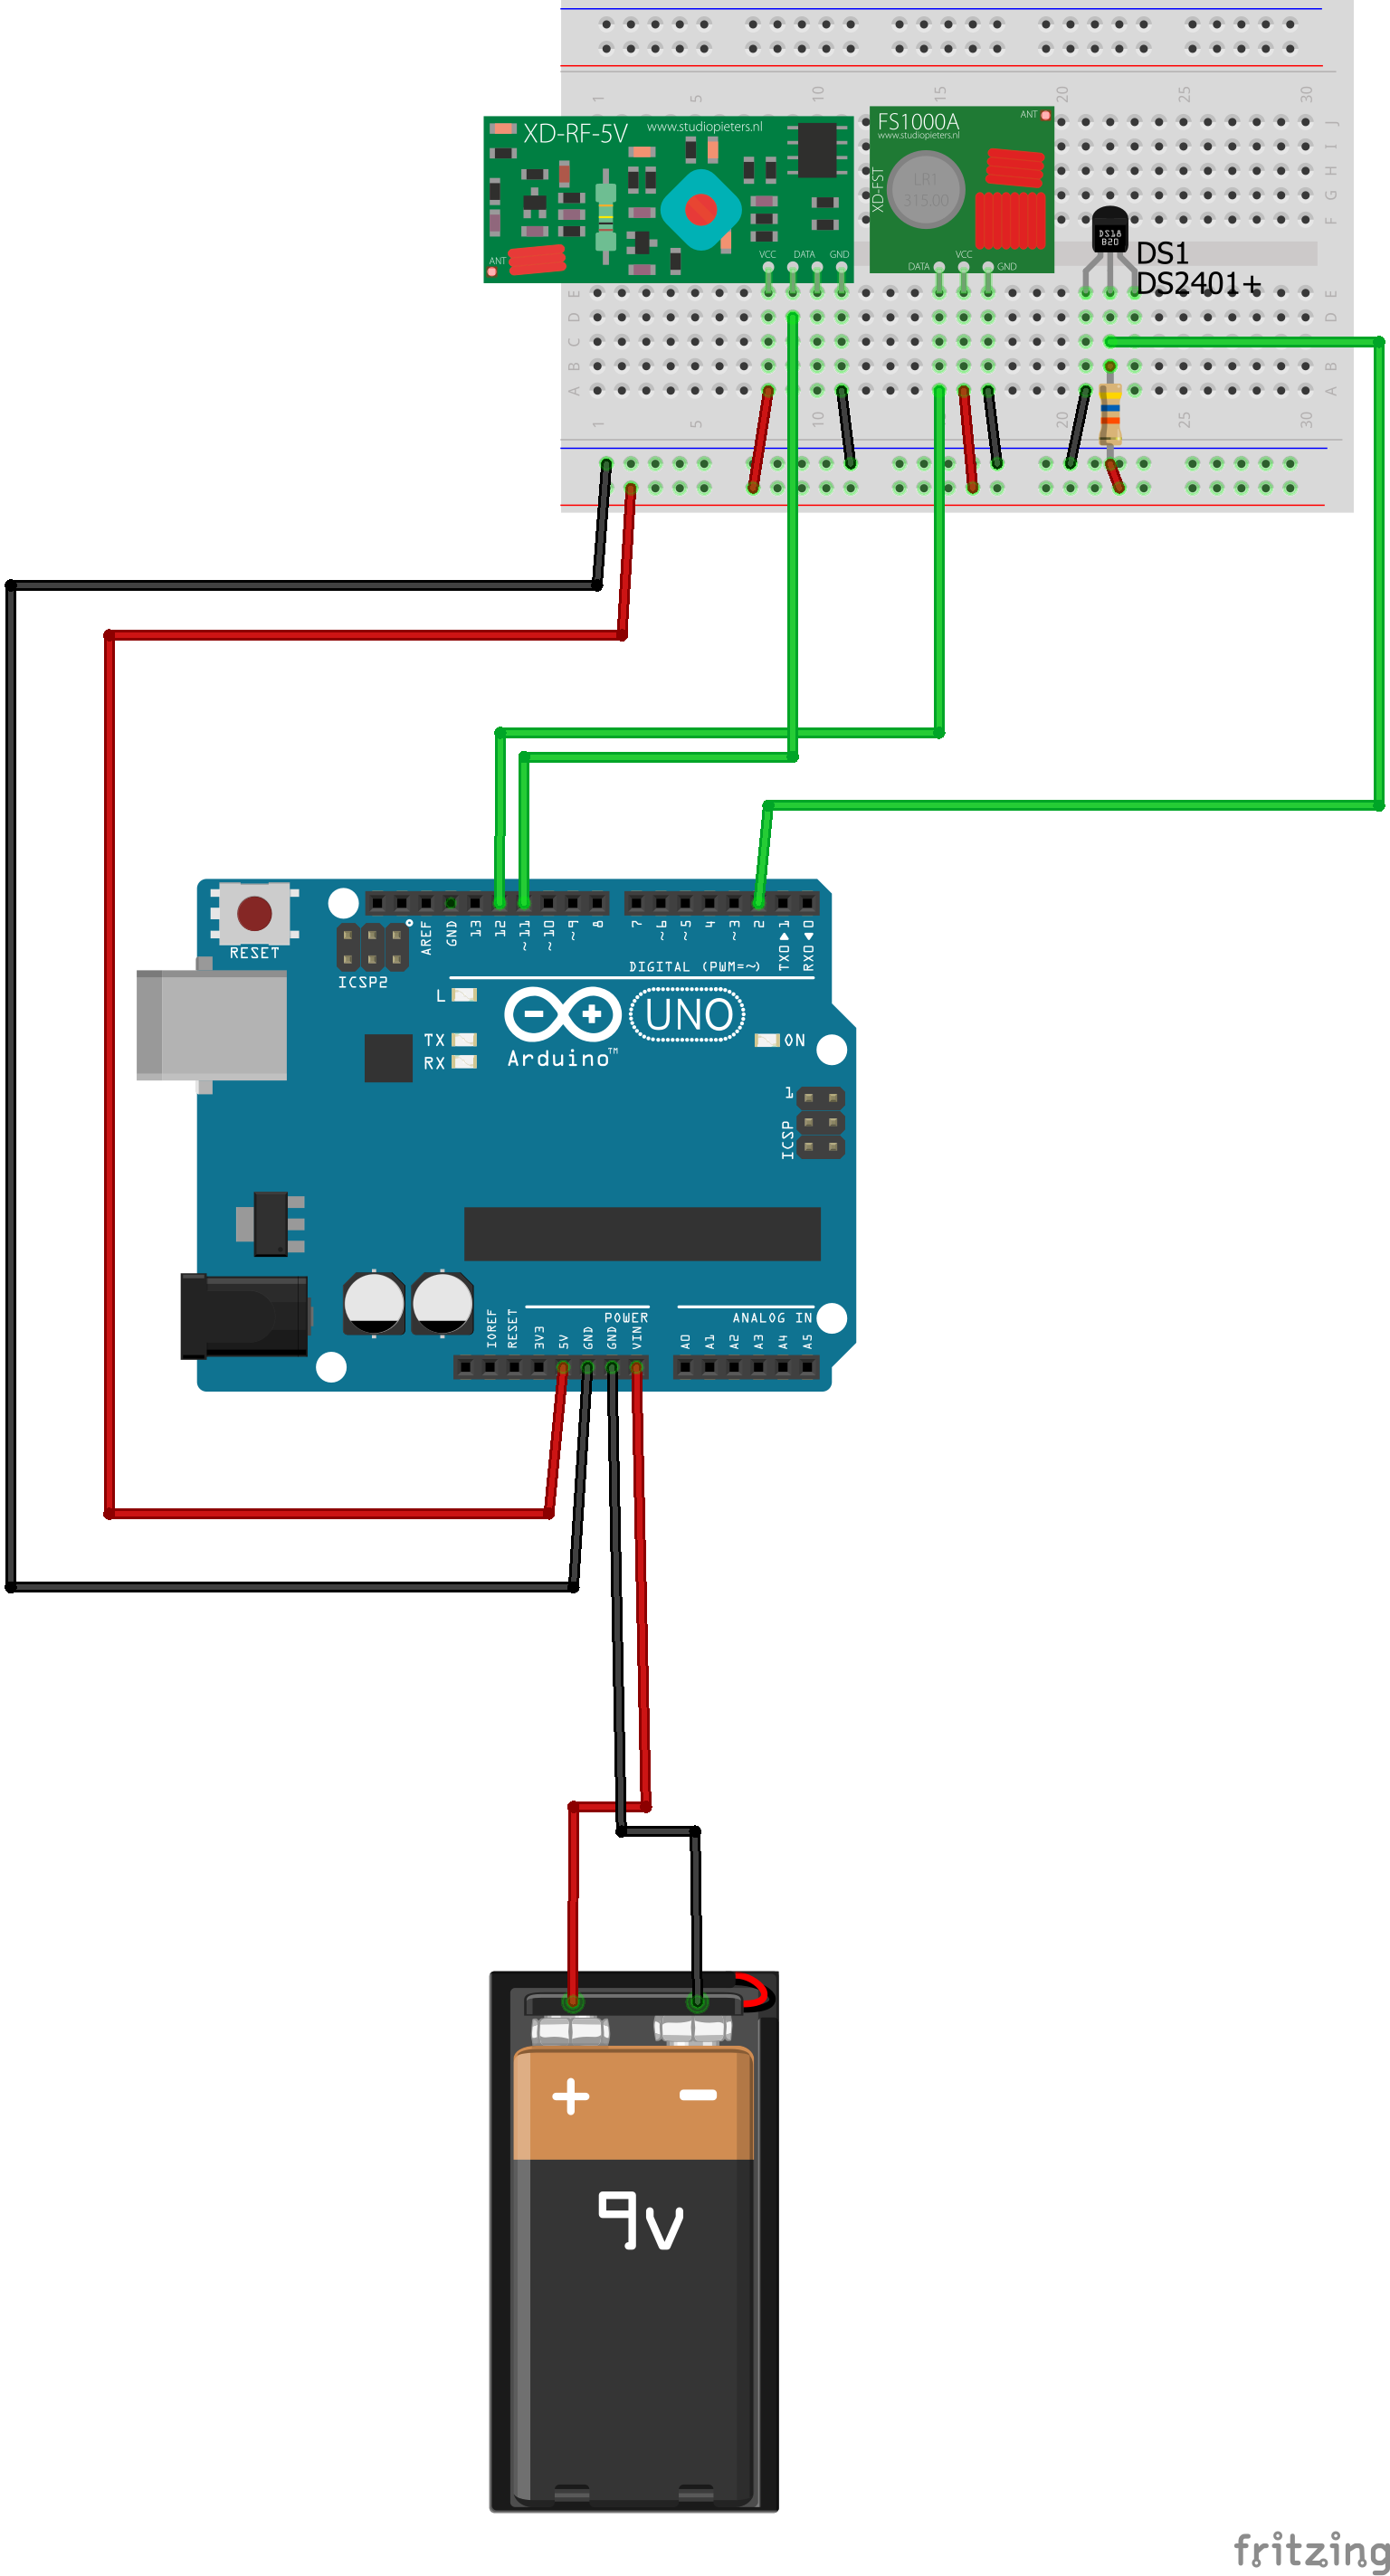 1
5
10
15
20
25
30
J
I
H
G
F
XD-RF-5V
www.studiopieters.nl
ANT
VCC
DATA
GND
FS1000A
www.studiopieters.nl
ANT
XD-FST
LR1
315.00
DATA
VCC
GND
DS18
B20
DS1
DS2401+
E
D
C
B
A
E
D
C
B
A
1
5
10
20
25
30
RESET
ICSP2
AREF
GND
13
12
~11
~10
~9
8
7
~6
~5
4
~3
2
TX0▶1
RX0◀0
DIGITAL (PWM=~)
L
TX
RX
UNO
Arduino™
ON
1
ICSP
IOREF
RESET
3V3
5V
GND
GND
VIN
POWER
ANALOG IN
A0
A1
A2
A3
A4
A5
+
−
9v
fritzing